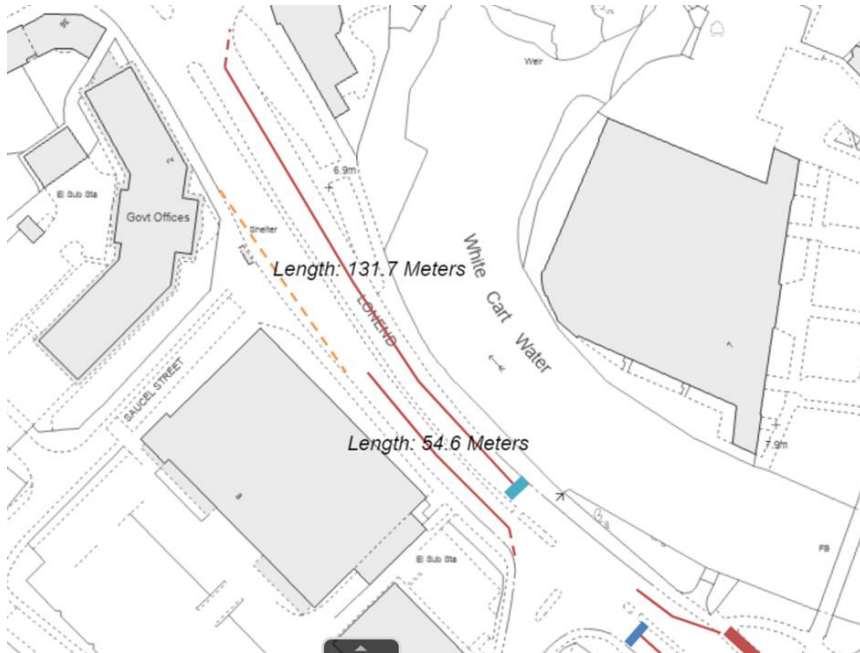 Weir
6.9m
El Sub Sta
Govt Offices
Shelter
Length: 131.7 Meters
White Cart Water
LONEND
SAUCEL STREET
Length: 54.6 Meters
7.9m
El Sub Sta
FB